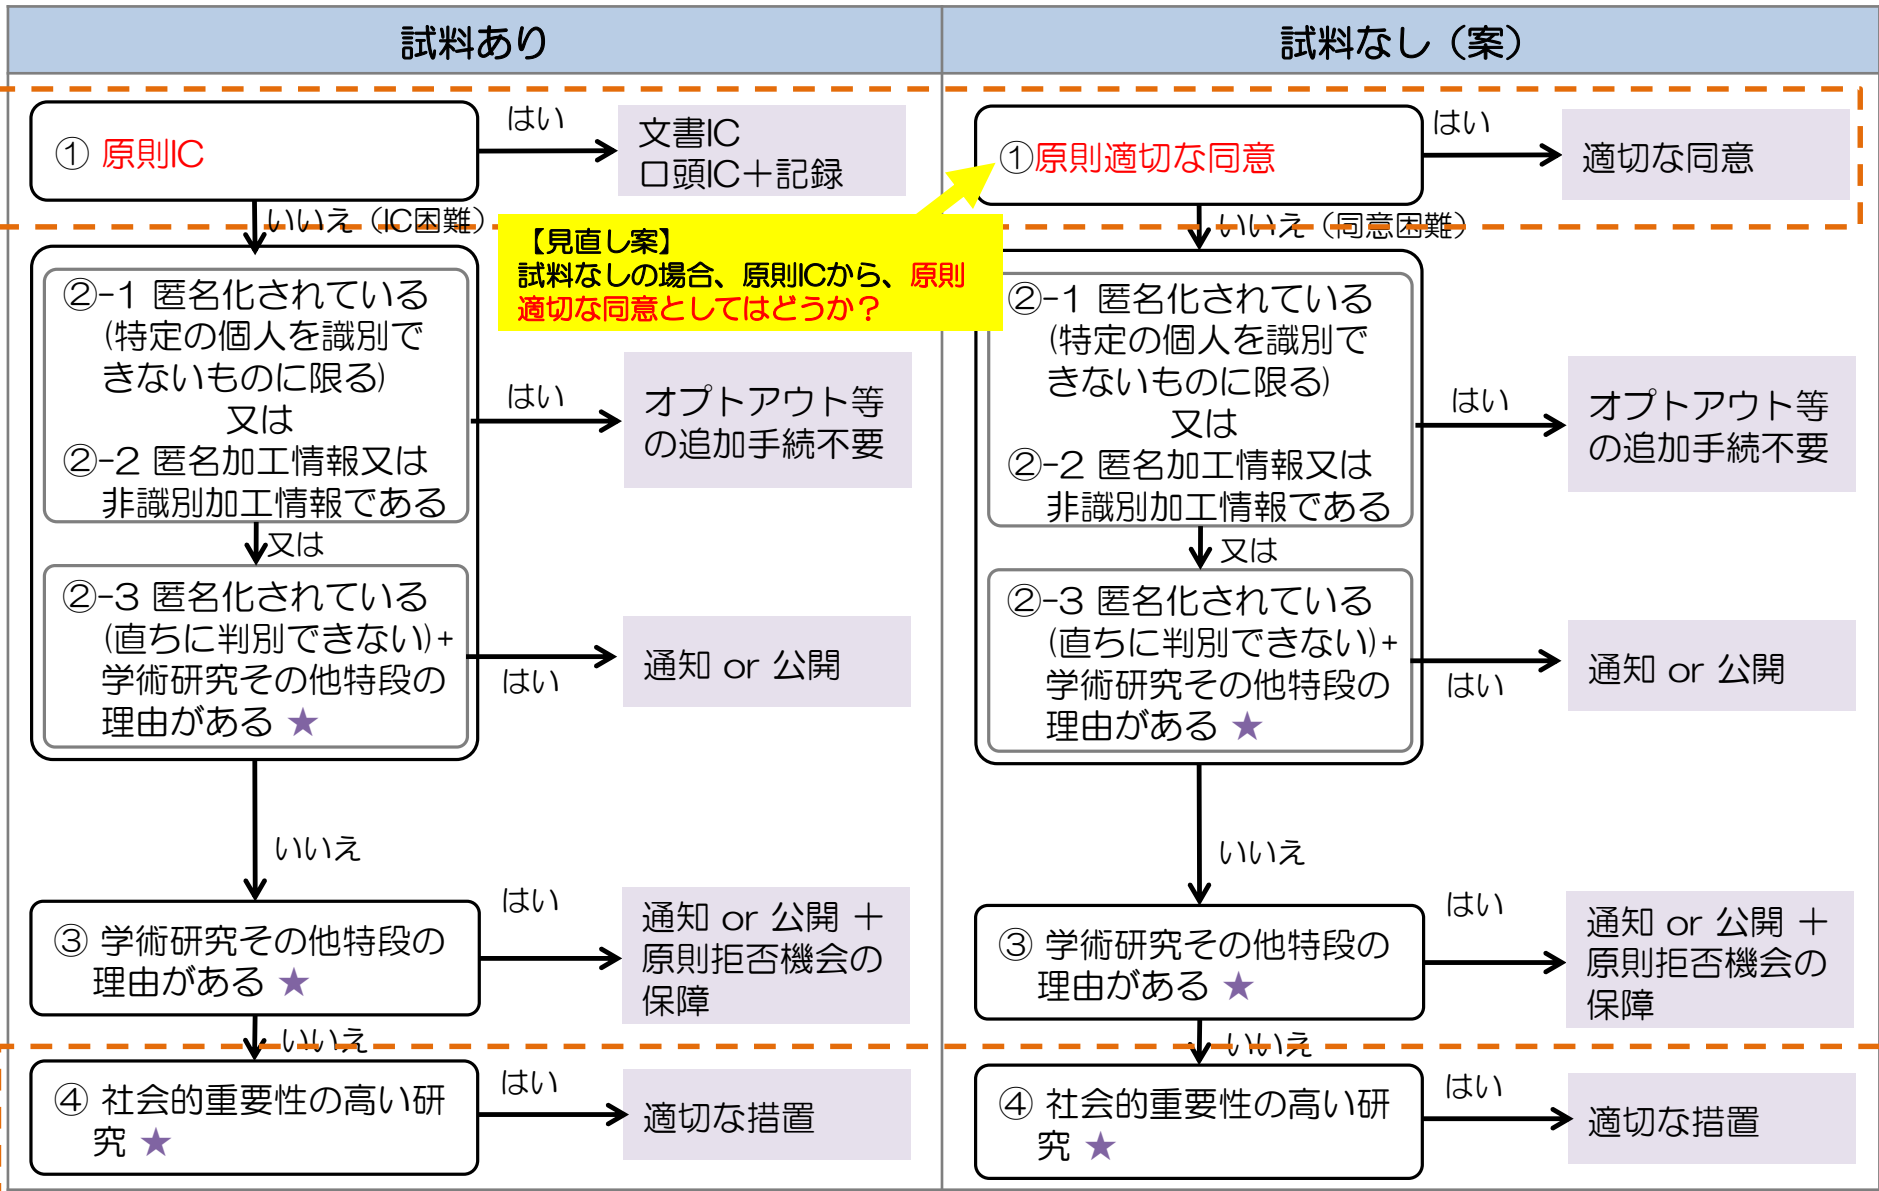 試料あり
① 原則IC
はい
文書IC
口頭IC＋記録
いいえ（IC困難）
②-1 匿名化されている
(特定の個人を識別で
きないものに限る)
又は
②-2 匿名加工情報又は
非識別加工情報である
はい
オプトアウト等
の追加手続不要
又は
②-3 匿名化されている
(直ちに判別できない)+
学術研究その他特段の
理由がある ★
はい
通知 or 公開
いいえ
③ 学術研究その他特段の
理由がある ★
はい
通知 or 公開 ＋
原則拒否機会の
保障
いいえ
④ 社会的重要性の高い研
究 ★
はい
適切な措置
【見直し案】
試料なしの場合、原則ICから、原則
適切な同意としてはどうか？
試料なし（案）
①原則適切な同意
はい
適切な同意
いいえ（同意困難）
②-1 匿名化されている
(特定の個人を識別で
きないものに限る)
又は
②-2 匿名加工情報又は
非識別加工情報である
はい
オプトアウト等
の追加手続不要
又は
②-3 匿名化されている
(直ちに判別できない)+
学術研究その他特段の
理由がある ★
はい
通知 or 公開
いいえ
③ 学術研究その他特段の
理由がある ★
はい
通知 or 公開 ＋
原則拒否機会の
保障
いいえ
④ 社会的重要性の高い研
究 ★
はい
適切な措置